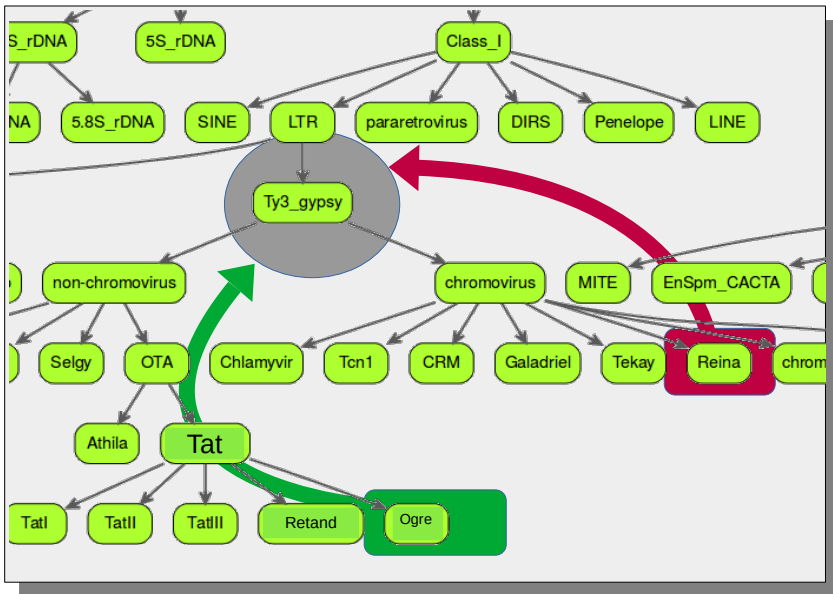 S_rDNA
5S_rDNA
Class_I
NA
5.8S_rDNA
SINE
LTR
pararetrovirus
DIRS
Penelope
LINE
Ty3_gypsy
non-chromovirus
chromovirus
MITE
EnSpm_CACTA
Selgy
OTA
Chlamyvir
Tcn1
CRM
Galadriel
Tekay
Reina
chrom
Athila
Tat
TatI
TatII
TatIII
Retand
Ogre